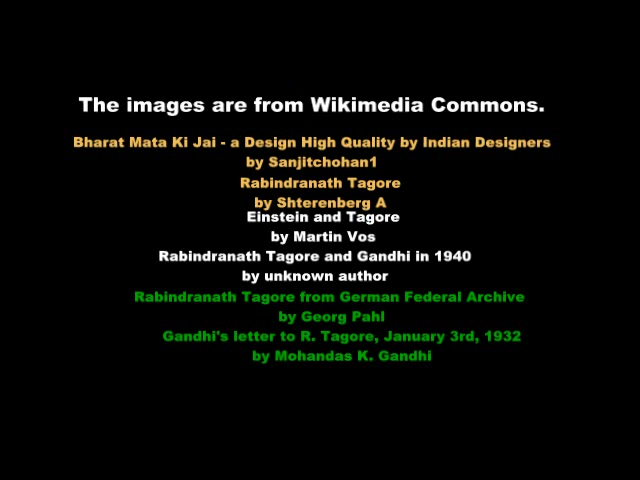 The images are from Wikimedia Commons.
Bharat Mata Ki Jai - a Design High Quality by Indian Designers
by Sanjitchohan1
Rabindranath Tagore
by Shterenberg A
Einstein and Tagore
by Martin Vos
Rabindranath Tagore and Gandhi in 1940
by unknown author
Rabindranath Tagore from German Federal Archive
by Georg Pahl
Gandhi's letter to R. Tagore, January 3rd, 1932
by Mohandas K. Gandhi